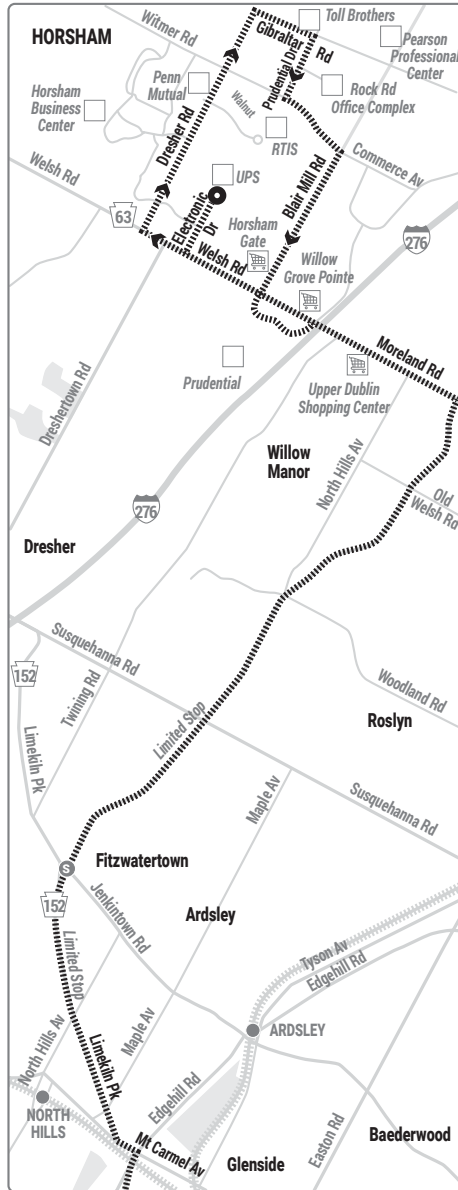 HORSHAM
Witmer Rd
Toll Brothers
Gibraltar Rd
Prudential Dr
Pearson
Professional
Center
Penn
Mutual
Horsham
Business
Center
Dresher Rd
Walnut
Rock Rd
Office Complex
RTIS
Commerce Av
Welsh Rd
63
UPS
Electronic
Dr
Blair Mill Rd
Horsham
Gate
Welsh Rd
276
Willow
Grove Pointe
Moreland Rd
Prudential
Upper Dublin
Shopping Center
Dreshertown Rd
Willow
Manor
North Hills Av
Old
Welsh Rd
276
Dresher
Susquehanna Rd
152
Twining Rd
Limekiln Pk
Limited Stop
Woodland Rd
Roslyn
Maple Av
Susquehanna Rd
S
Fitzwatertown
152
Jenkintown Rd
Ardsley
Limited Stop
Tyson Av
Edgehill Rd
North Hills Av
Maple Av
ARDSLEY
Limekiln Pk
Edgehill Rd
NORTH
HILLS
Mt Carmel Av
Easton Rd
Baederwood
Glenside